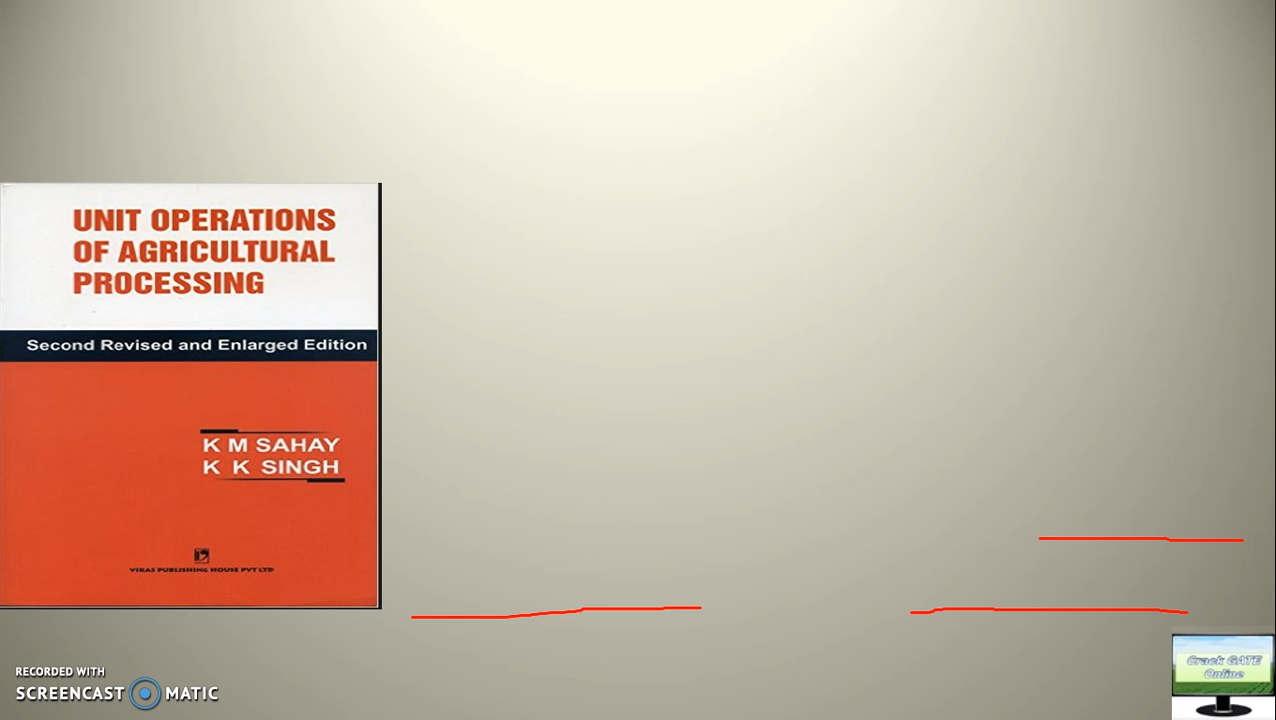 UNIT OPERATIONS
OF AGRICULTURAL
PROCESSING
Second Revised and Enlarged Edition
K M SAHAY
K K SINGH
VIKAS PUBLISHING HOUSE PVT LTD
RECORDED WITH
SCREENCAST MATIC
Crack GATE
Online